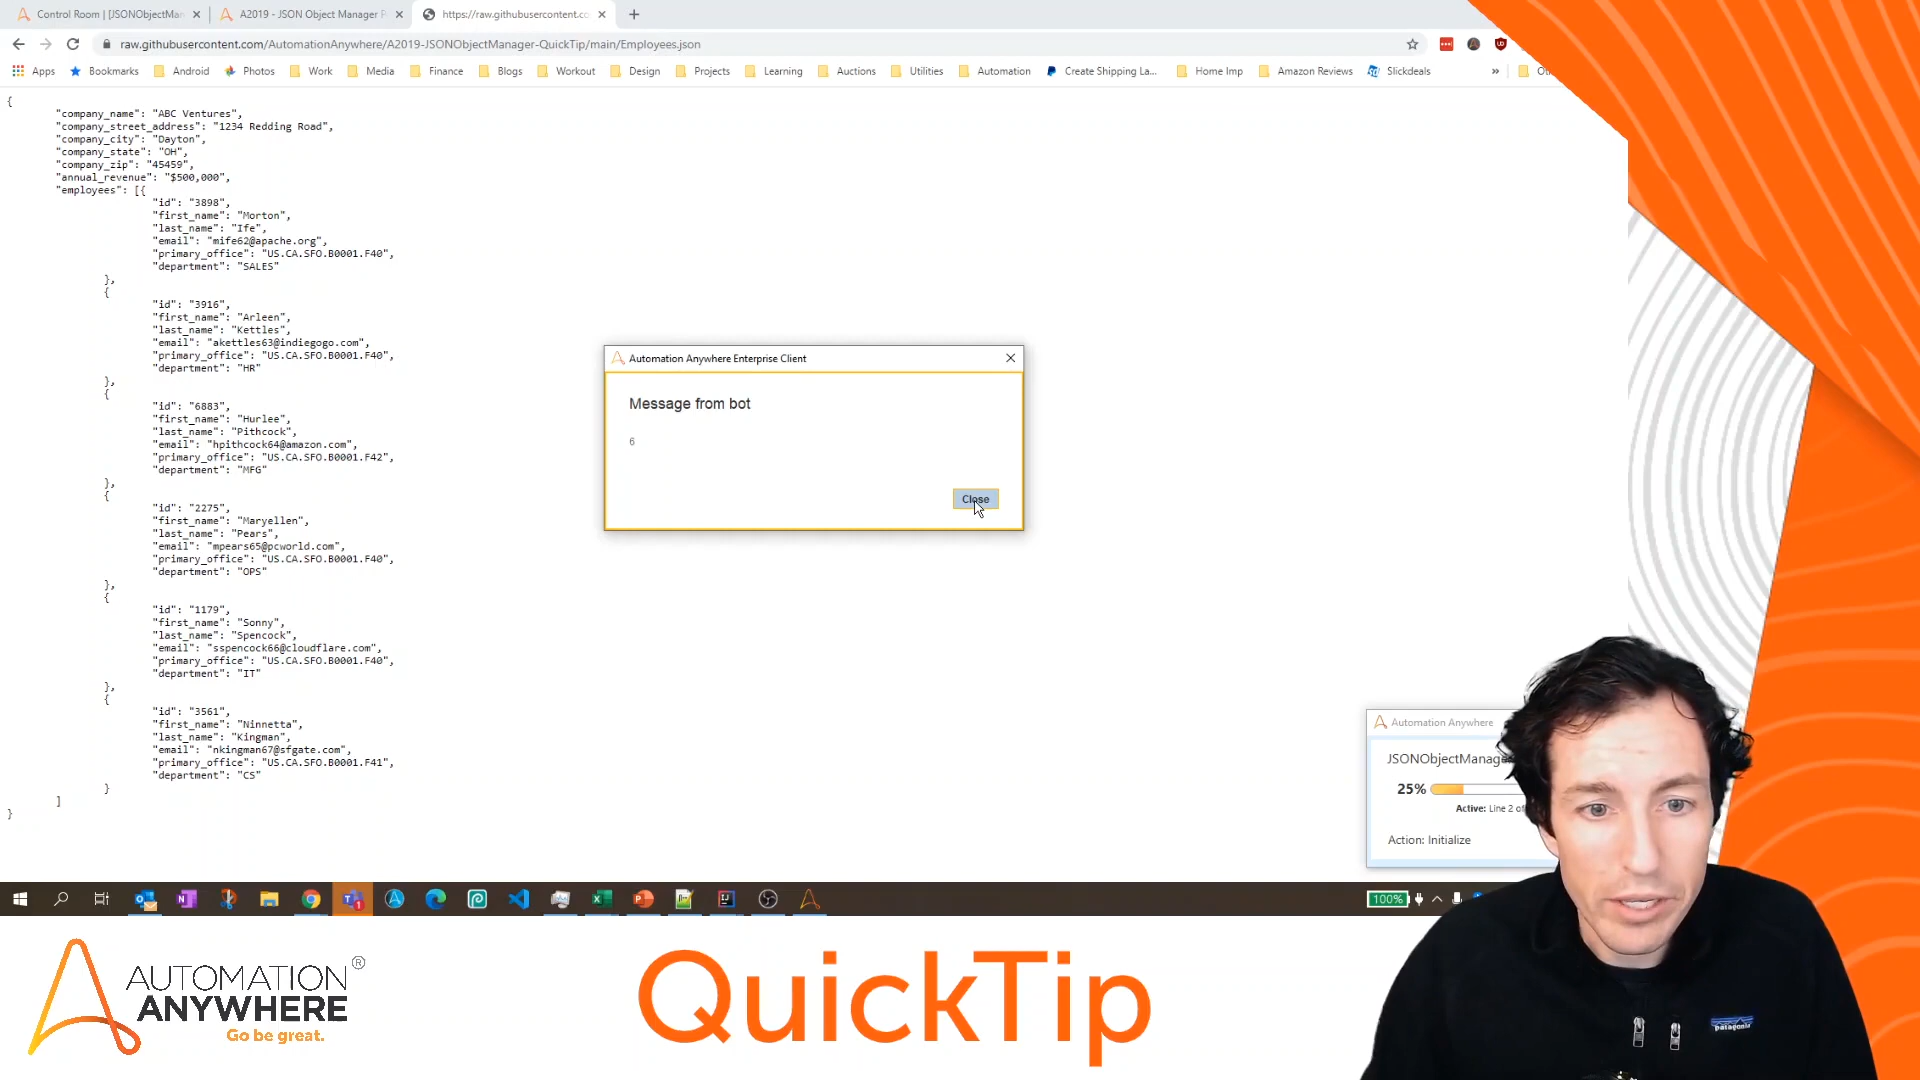 Control Room | [JSONObjectMan
A2019 - JSON Object Manager P
https://raw.githubusercontent.co
raw.githubusercontent.com/AutomationAnywhere/A2019-JSONObjectManager-QuickTip/main/Employees.json
Apps
Bookmarks
Android
Photos
Work
Media
Finance
Blogs
Workout
Design
Projects
Learning
Auctions
Utilities
Automation
Create Shipping La...
Home Imp
Amazon Reviews
Slickdeals
»
{
"company_name": "ABC Ventures",
"company_street_address": "1234 Redding Road",
"company_city": "Dayton",
"company_state": "OH",
"company_zip": "45459",
"annual_revenue": "$500,000",
"employees": [{
"id": "3898",
"first_name": "Morton",
"last_name": "Ife",
"email": "mife62@apache.org",
"primary_office": "US.CA.SFO.B0001.F40",
"department": "SALES"
},
{
"id": "3916",
"first_name": "Arleen",
"last_name": "Kettles",
"email": "akettles63@indiegogo.com",
"primary_office": "US.CA.SFO.B0001.F40",
"department": "HR"
},
{
"id": "6883",
"first_name": "Hurlee",
"last_name": "Pithcock",
"email": "hpithcock64@amazon.com",
"primary_office": "US.CA.SFO.B0001.F42",
"department": "MFG"
},
{
"id": "2275",
"first_name": "Maryellen",
"last_name": "Pears",
"email": "mpears65@pcworld.com",
"primary_office": "US.CA.SFO.B0001.F40",
"department": "OPS"
},
{
"id": "1179",
"first_name": "Sonny",
"last_name": "Spencock",
"email": "sspencock66@cloudflare.com",
"primary_office": "US.CA.SFO.B0001.F40",
"department": "IT"
},
{
"id": "3561",
"first_name": "Ninnetta",
"last_name": "Kingman",
"email": "nkingman67@sfgate.com",
"primary_office": "US.CA.SFO.B0001.F41",
"department": "CS"
}
]
}
Automation Anywhere Enterprise Client
Message from bot
6
Close
Automation Anywhere
JSONObjectManage
25%
Active: Line 2 of
Action: Initialize
100%
AUTOMATION ®
ANYWHERE
Go be great.
QuickTip
patagonia